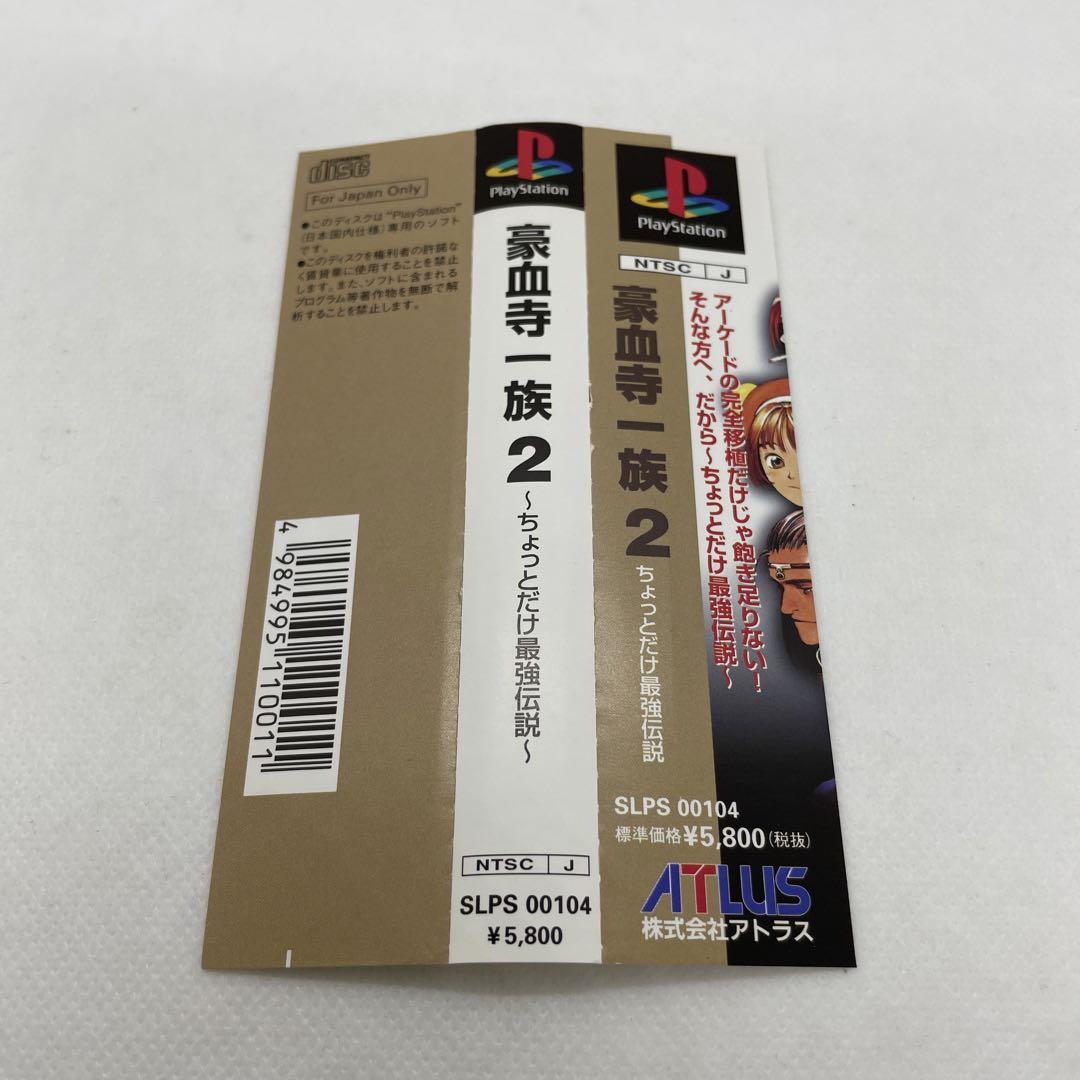 COMPACT
disc
For Japan Only
●このディスクは"PlayStation"
(日本国内仕様)専用のソフト
です。
●このディスクを権利者の許諾な
く賃貸業に使用することを禁止
します。また、ソフトに含まれる
プログラム等著作物を無断で解
析することを禁止します。
4984995110011
PlayStation
豪血寺一族2
～ちょっとだけ最強伝説～
NTSC J
SLPS 00104
¥5,800
PlayStation
NTSC J
豪血寺一族2
ちょっとだけ最強伝説
アーケードの完全移植だけじゃ飽き足りない!
そんな方へ、だから～ちょっとだけ最強伝説～
SLPS 00104
標準価格¥5,800(税抜)
ATLUS
株式会社アトラス